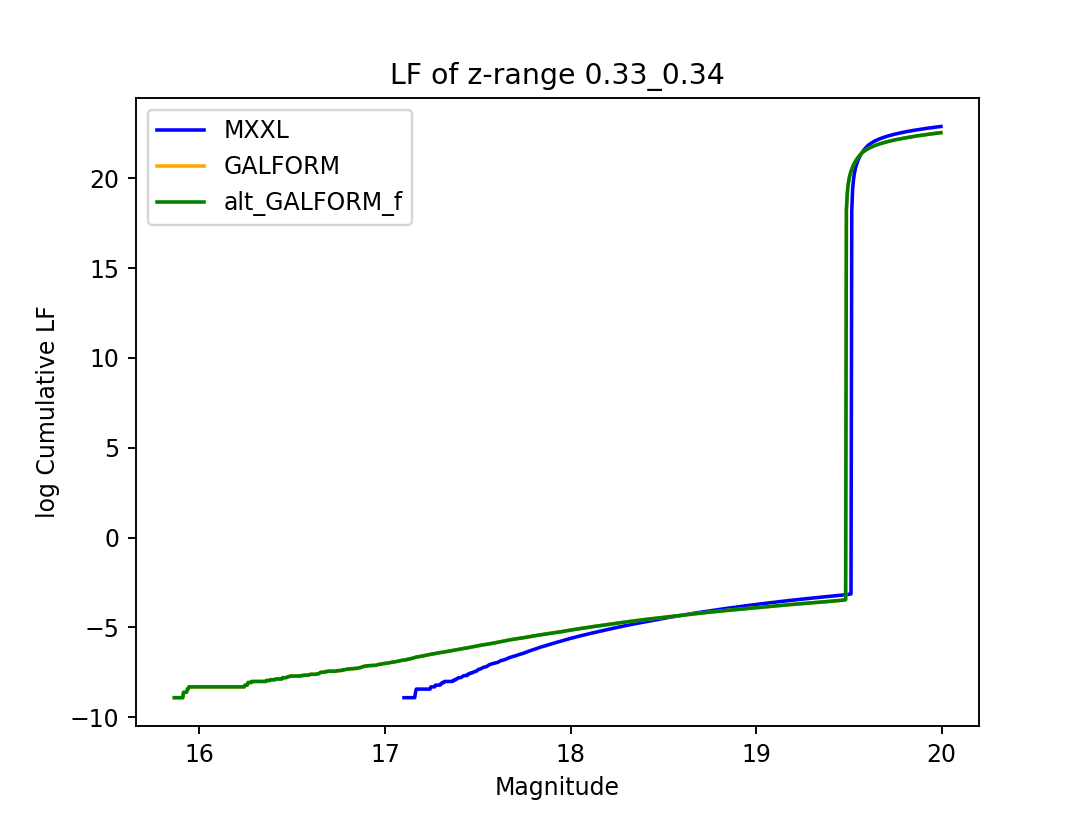 LF of z-range 0.33_0.34
MXXL
GALFORM
alt_GALFORM_f
log Cumulative LF
20
15
10
5
0
−5
−10
16
17
18
19
20
Magnitude